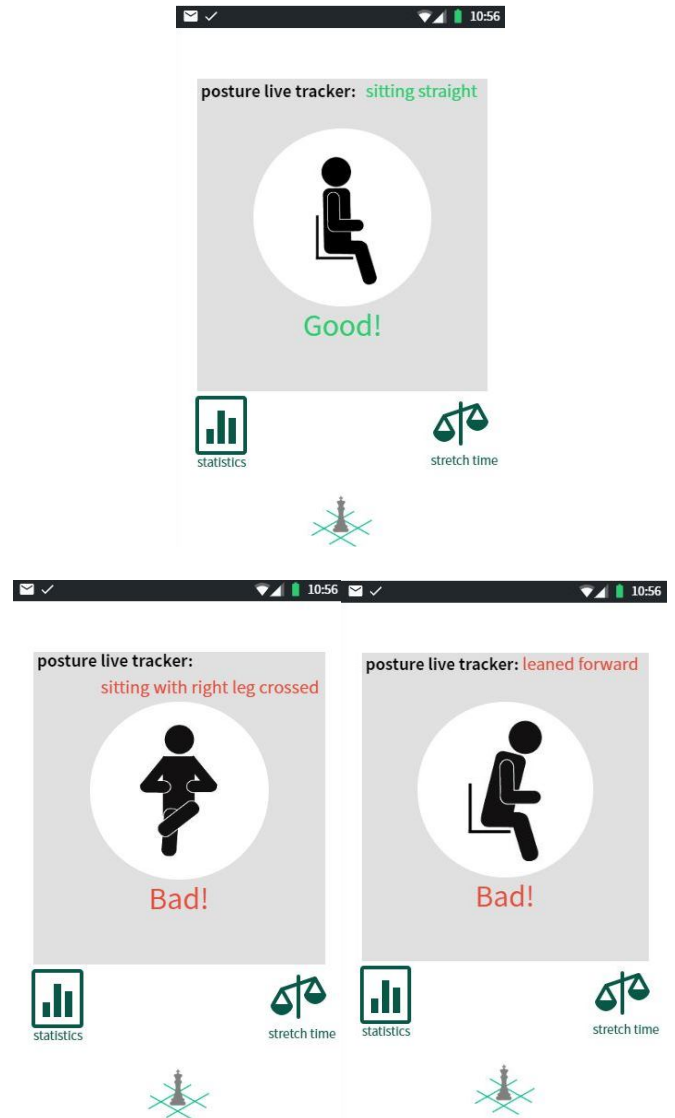 10:56
posture live tracker: sitting straight
Good!
statistics
stretch time
10:56
posture live tracker:
sitting with right leg crossed
Bad!
statistics
stretch time
10:56
posture live tracker: leaned forward
Bad!
statistics
stretch time